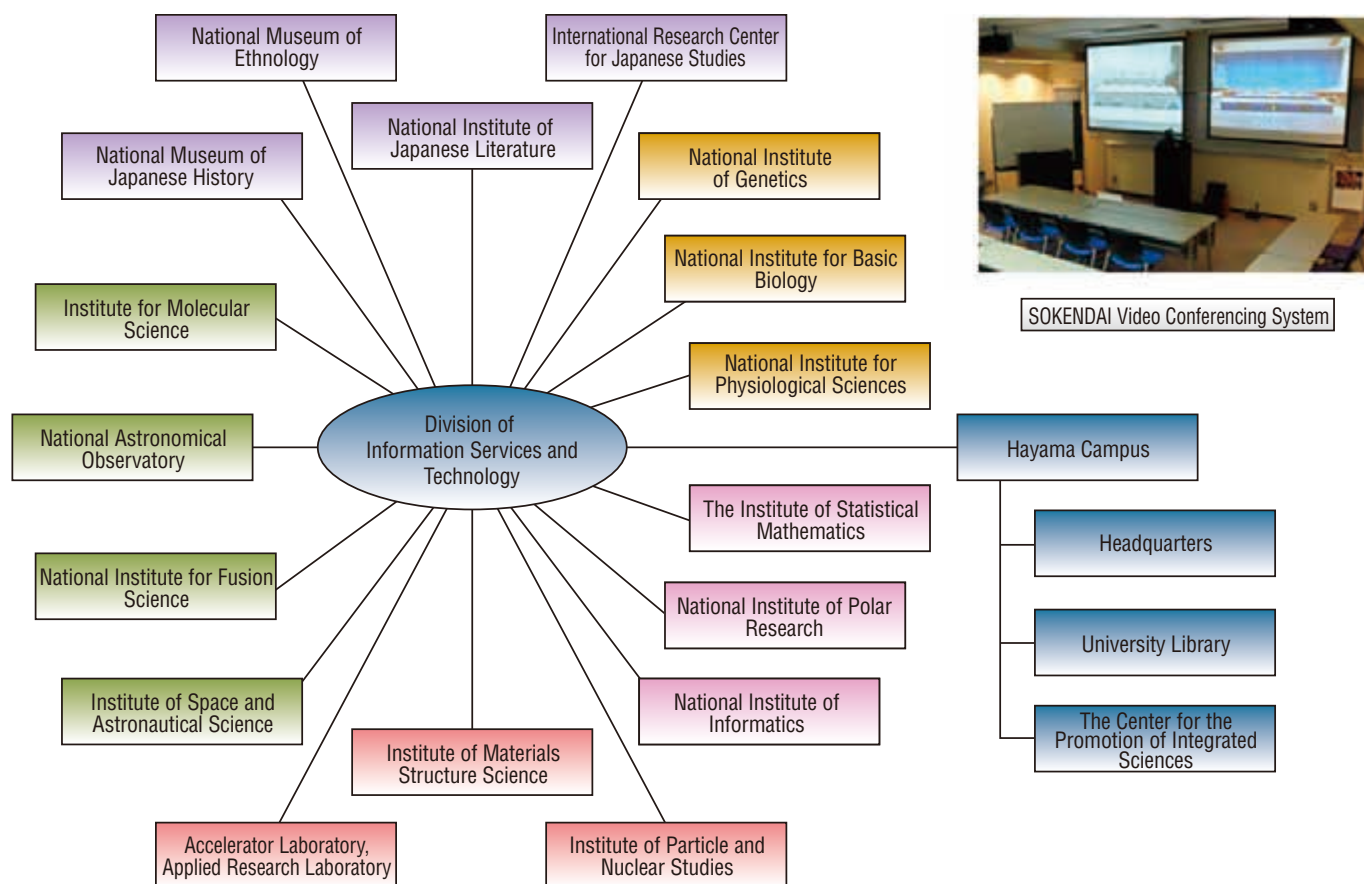 National Museum of
Ethnology
International Research Center
for Japanese Studies
National Institute of
Japanese Literature
National Museum of
Japanese History
National Institute
of Genetics
National Institute for Basic
Biology
Institute for Molecular
Science
SOKENDAI Video Conferencing System
National Institute for
Physiological Sciences
Division of
Information Services and
Technology
National Astronomical
Observatory
Hayama Campus
The Institute of Statistical
Mathematics
Headquarters
National Institute for Fusion
Science
National Institute of Polar
Research
University Library
Institute of Space and
Astronautical Science
National Institute of
Informatics
The Center for the
Promotion of Integrated
Sciences
Institute of Materials
Structure Science
Accelerator Laboratory,
Applied Research Laboratory
Institute of Particle and
Nuclear Studies